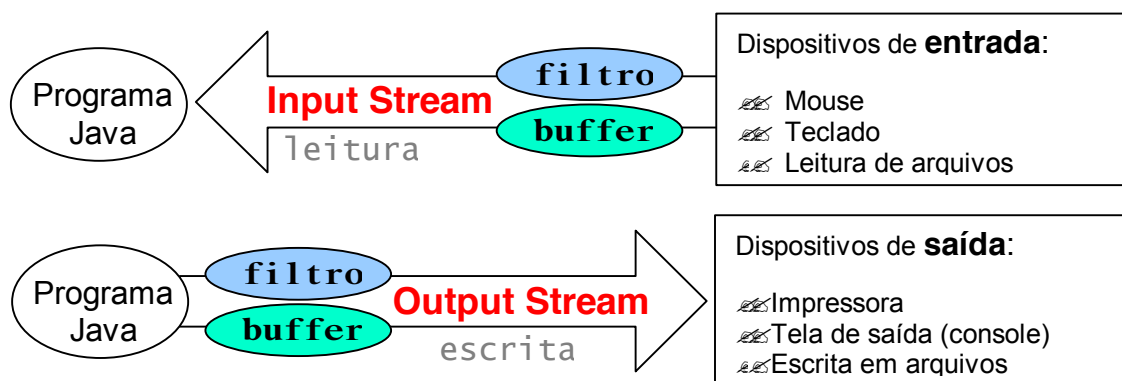 Programa
Java
Input Stream
leitura
filtro
buffer
Dispositivos de entrada:
Mouse
Teclado
Leitura de arquivos
Programa
Java
filtro
buffer
Output Stream
escrita
Dispositivos de saída:
Impressora
Tela de saída (console)
Escrita em arquivos